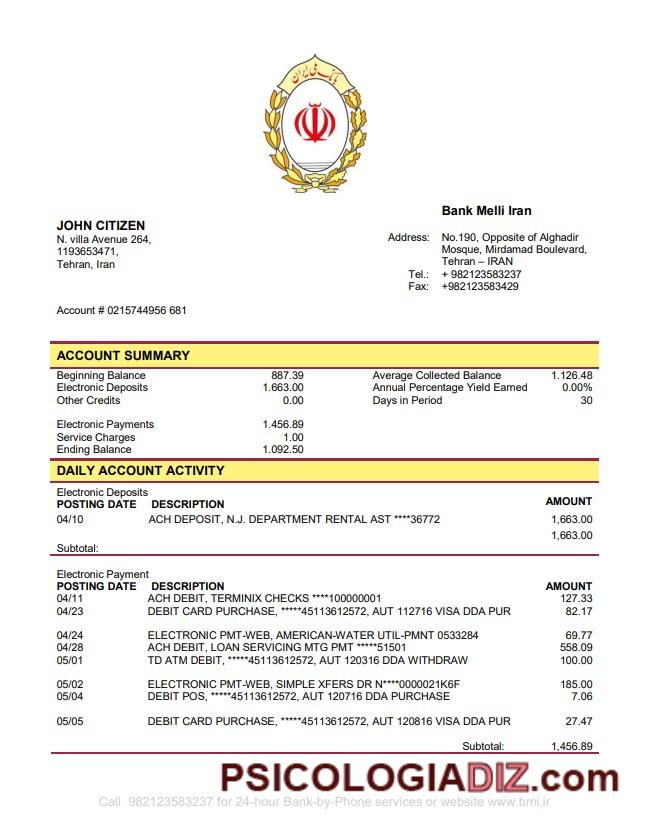 بانک ملی ایران
Bank Melli Iran
JOHN CITIZEN
N. villa Avenue 264,
1193653471,
Tehran, Iran
Address: No.190, Opposite of Alghadir
Mosque, Mirdamad Boulevard,
Tehran – IRAN
Tel.: + 982123583237
Fax: +982123583429
Account # 0215744956 681
ACCOUNT SUMMARY
Beginning Balance 887.39 Average Collected Balance 1.126.48
Electronic Deposits 1.663.00 Annual Percentage Yield Earned 0.00%
Other Credits 0.00 Days in Period 30
Electronic Payments 1.456.89
Service Charges 1.00
Ending Balance 1.092.50
DAILY ACCOUNT ACTIVITY
Electronic Deposits
POSTING DATE DESCRIPTION AMOUNT
04/10 ACH DEPOSIT, N.J. DEPARTMENT RENTAL AST ****36772 1,663.00
1,663.00
Subtotal:
Electronic Payment
POSTING DATE DESCRIPTION AMOUNT
04/11 ACH DEBIT, TERMINIX CHECKS ****100000001 127.33
04/23 DEBIT CARD PURCHASE, *****45113612572, AUT 112716 VISA DDA PUR 82.17
04/24 ELECTRONIC PMT-WEB, AMERICAN-WATER UTIL-PMNT 0533284 69.77
04/28 ACH DEBIT, LOAN SERVICING MTG PMT *****51501 558.09
05/01 TD ATM DEBIT, *****45113612572, AUT 120316 DDA WITHDRAW 100.00
05/02 ELECTRONIC PMT-WEB, SIMPLE XFERS DR N****0000021K6F 185.00
05/04 DEBIT POS, *****45113612572, AUT 120716 DDA PURCHASE 7.06
05/05 DEBIT CARD PURCHASE, *****45113612572, AUT 120816 VISA DDA PUR 27.47
Subtotal: 1,456.89
PSICOLOGIADIZ.com
Call 982123583237 for 24-hour Bank-by-Phone services or website www.bmi.ir